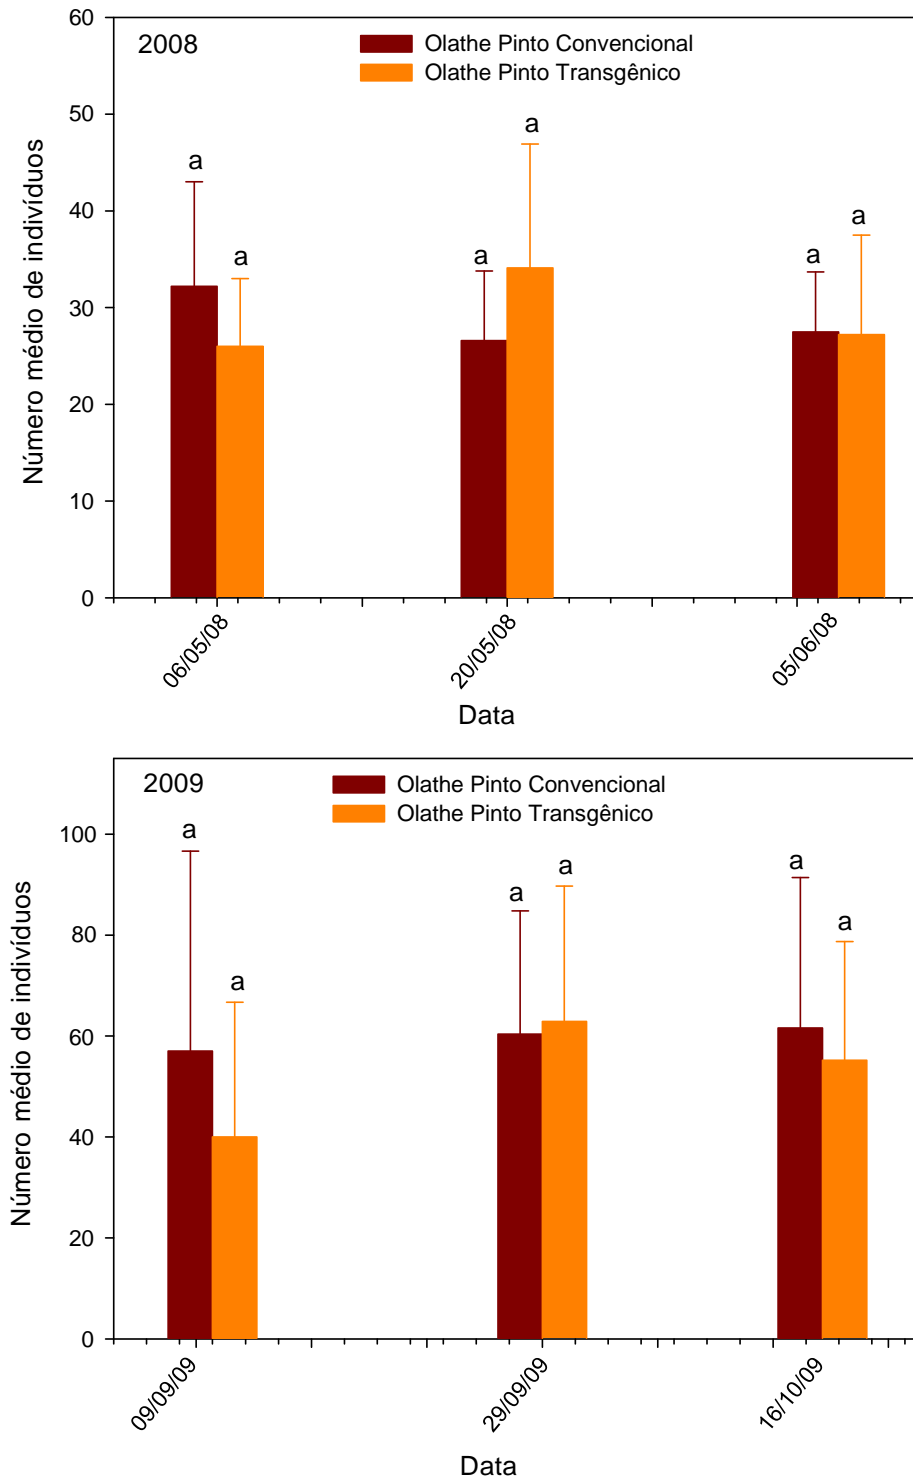 60
2008
Olathe Pinto Convencional
Olathe Pinto Transgênico
50
a
a
40
a
a
a
a
Número médio de indivíduos
30
20
10
0
06/05/08
20/05/08
05/06/08
Data
2009
Olathe Pinto Convencional
Olathe Pinto Transgênico
100
a
a
a
a
a
a
Número médio de indivíduos
80
60
40
20
0
09/09/09
29/09/09
16/10/09
Data